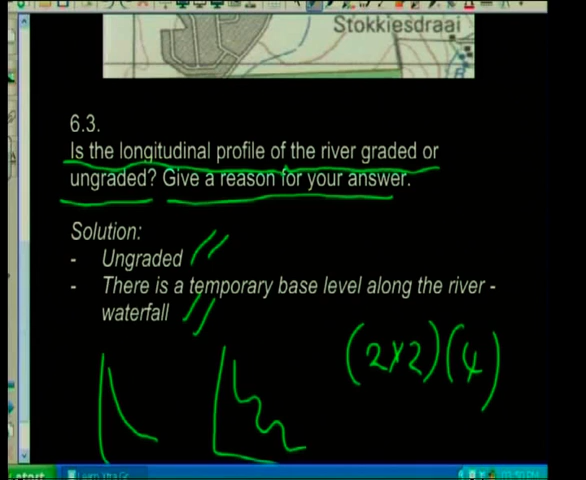 Stokkiesdraai
6.3.
Is the longitudinal profile of the river graded or
ungraded? Give a reason for your answer.
Solution:
- Ungraded
- There is a temporary base level along the river -
waterfall
(2x2)(4)
start